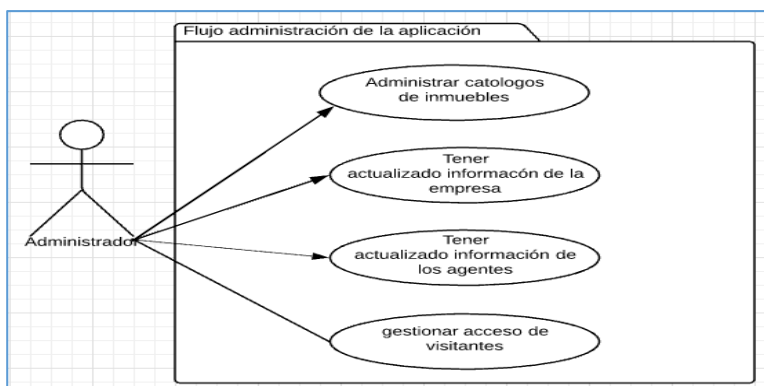 Flujo administración de la aplicación
Administrar catologos
de inmuebles
Tener
actualizado informacón de la
empresa
Administrador
Tener
actualizado información de
los agentes
gestionar acceso de
visitantes